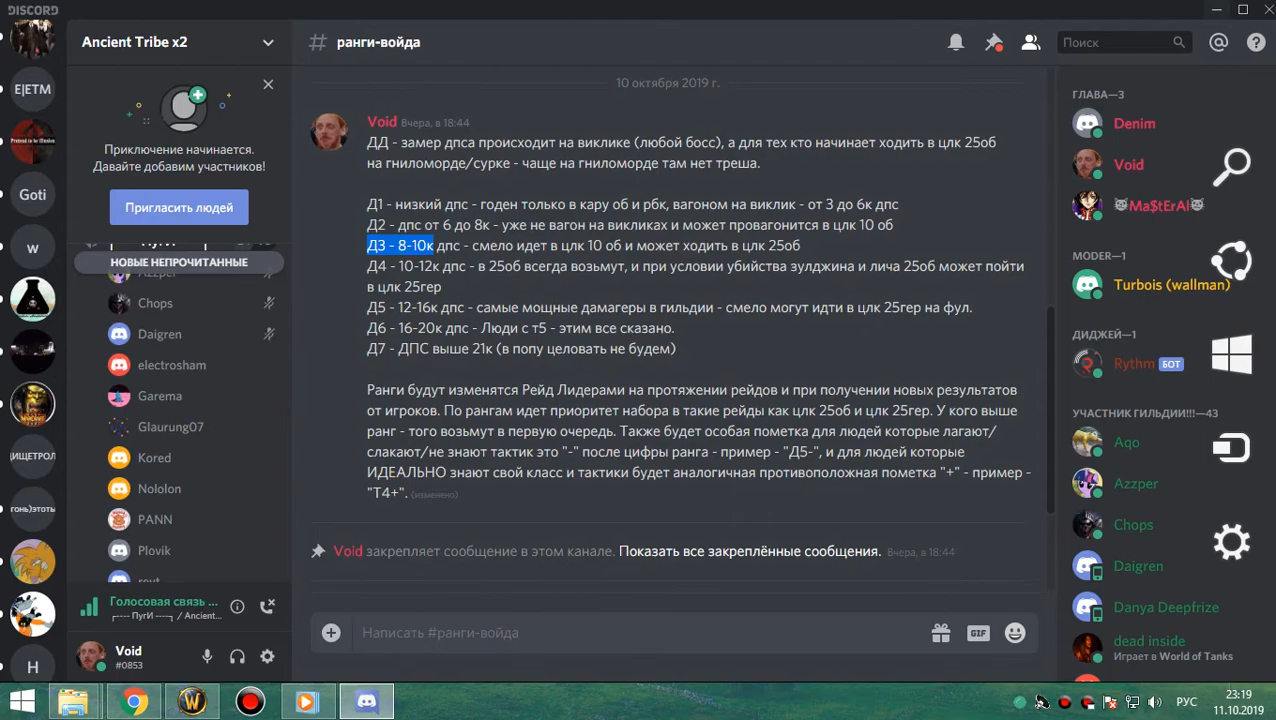 DISCORD
Ancient Tribe x2
# ранги-войда
Поиск
E|ETM
Goti
w
ИЩЕТРОЛ
гонь)этоты
Н
Приключение начинается.
Давайте добавим участников!
Пригласить людей
НОВЫЕ НЕПРОЧИТАННЫЕ
Azzper
Chops
Daigren
electrosham
Garema
Glaurung07
Kored
Nololon
PANN
Plovik
Голосовая связь ...
┌---- ПугИ ----┐ / Ancient...
Void
#0853
10 октября 2019 г.
Void Вчера, в 18:44
ДД - замер дпса происходит на виклике (любой босс), а для тех кто начинает ходить в цлк 25об
на гниломорде/сурке - чаще на гниломорде там нет треша.
Д1 - низкий дпс - годен только в кару об и рбк, вагоном на виклик - от 3 до 6к дпс
Д2 - дпс от 6 до 8к - уже не вагон на викликах и может провагонится в цлк 10 об
Д3 - 8-10к дпс - смело идет в цлк 10 об и может ходить в цлк 25об
Д4 - 10-12к дпс - в 25об всегда возьмут, и при условии убийства зулджина и лича 25об может пойти
в цлк 25гер
Д5 - 12-16к дпс - самые мощные дамагеры в гильдии - смело могут идти в цлк 25гер на фул.
Д6 - 16-20к дпс - Люди с т5 - этим все сказано.
Д7 - ДПС выше 21к (в попу целовать не будем)
Ранги будут изменятся Рейд Лидерами на протяжении рейдов и при получении новых результатов
от игроков. По рангам идет приоритет набора в такие рейды как цлк 25об и цлк 25гер. У кого выше
ранг - того возьмут в первую очередь. Также будет особая пометка для людей которые лагают/
слакают/не знают тактик это "-" после цифры ранга - пример - "Д5-", и для людей которые
ИДЕАЛЬНО знают свой класс и тактики будет аналогичная противоположная пометка "+" - пример -
"Т4+". (изменено)
Void закрепляет сообщение в этом канале. Показать все закреплённые сообщения. Вчера, в 18:44
Написать #ранги-войда
GIF
ГЛАВА—3
Denim
Void
Ma$tErAl
MODER—1
Turbois (wallman)
ДИДЖЕЙ—1
Rythm БОТ
УЧАСТНИК ГИЛЬДИИ!!!—43
Aqo
Azzper
Chops
Daigren
Danya Deepfrize
dead inside
Играет в World of Tanks
РУС
23:19
11.10.2019